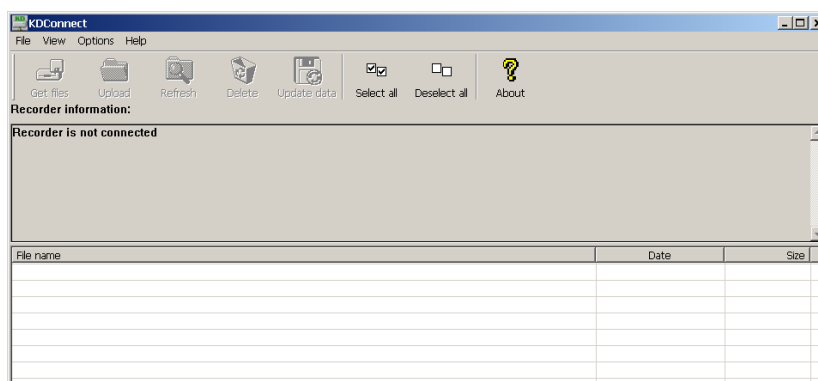 KD KDConnect
File View Options Help
Get files Upload Refresh Delete Update data Select all Deselect all About
Recorder information:
Recorder is not connected
File name Date Size